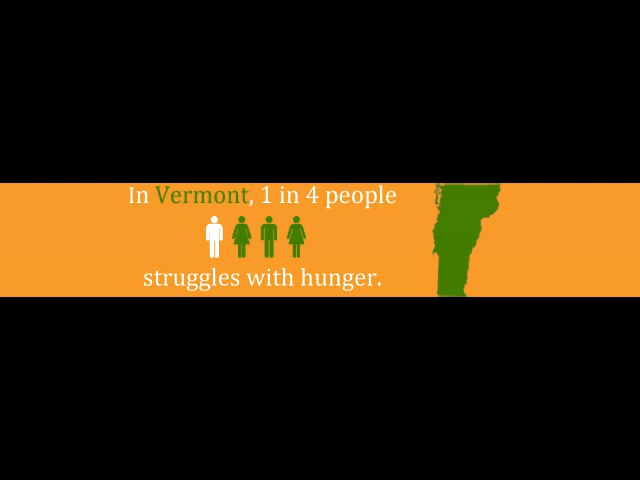 In Vermont, 1 in 4 people
struggles with hunger.